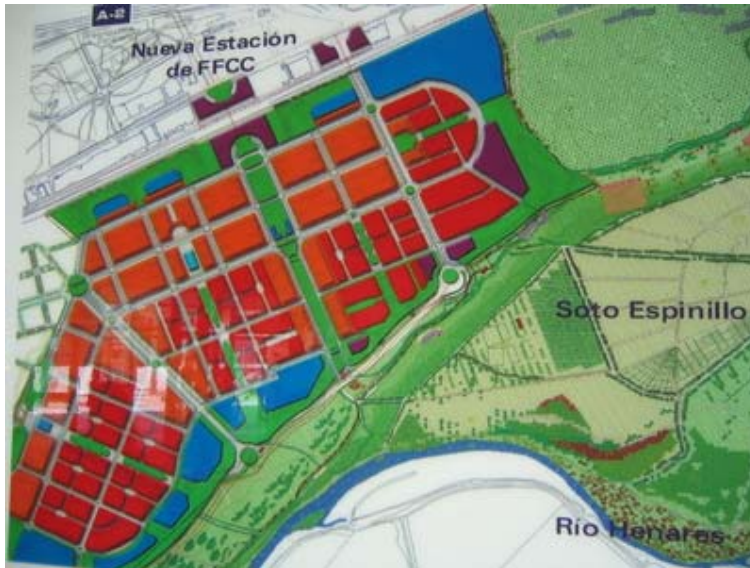 A-2
Nueva Estación
de FFCC
Soto Espinillo
Río Henares